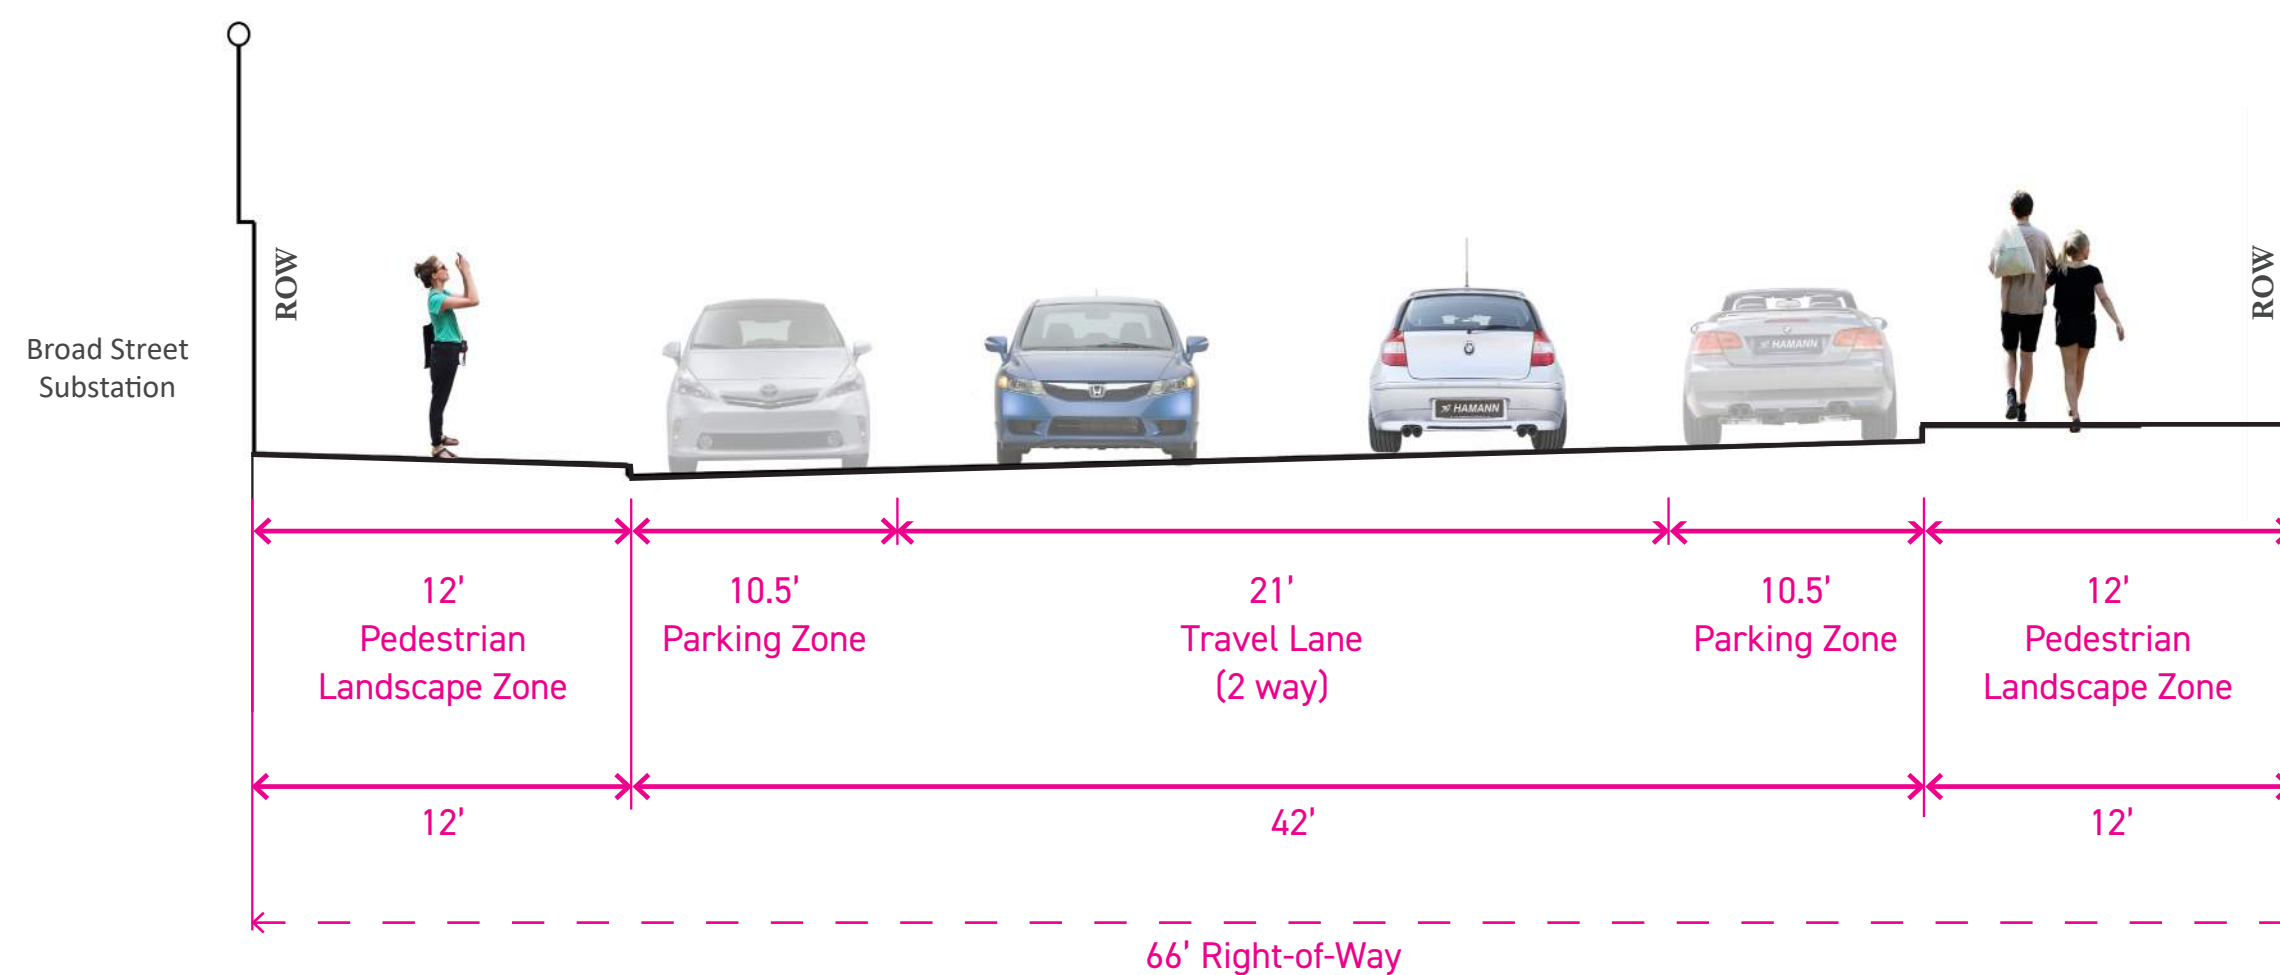 ROW
ROW
Broad Street
Substation
HAMANN
HAMANN
12’
Pedestrian
Landscape Zone
10.5’
Parking Zone
21’
Travel Lane
(2 way)
10.5’
Parking Zone
12’
Pedestrian
Landscape Zone
12’
42’
12’
66’ Right-of-Way